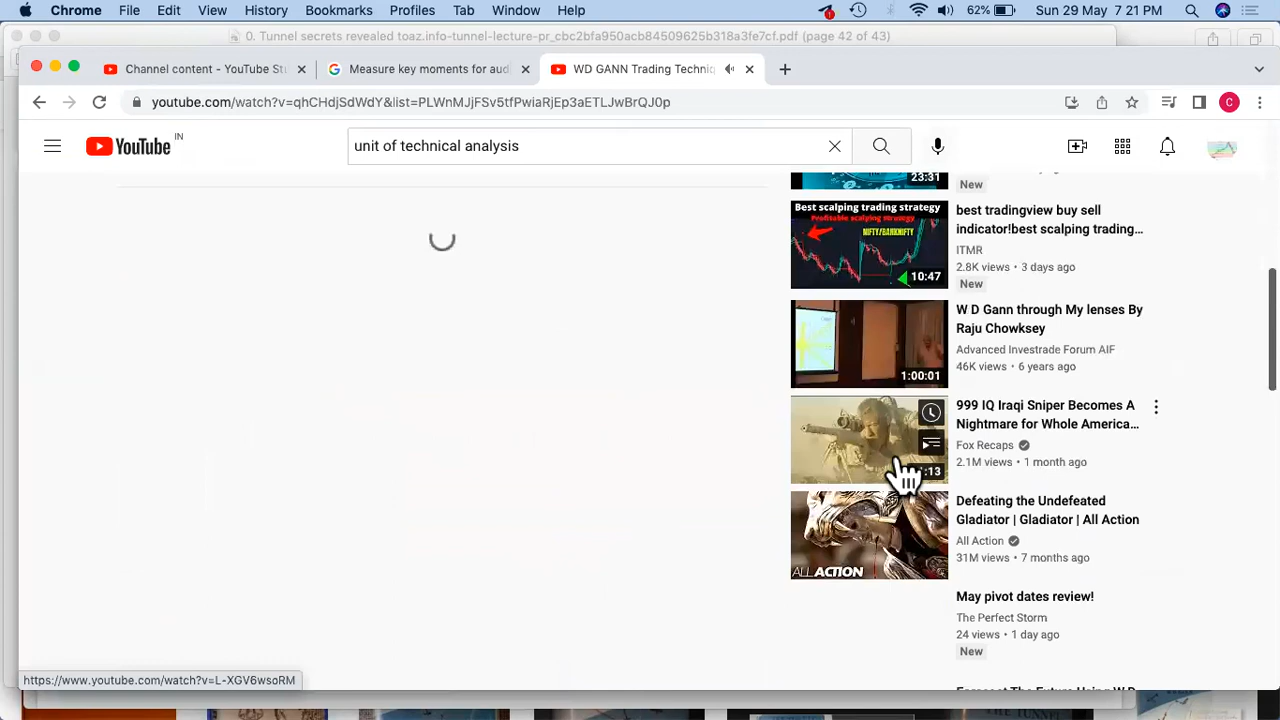 Chrome File Edit View History Bookmarks Profiles Tab Window Help 1 62% Sun 29 May 7:21 PM
0. Tunnel secrets revealed toaz.info-tunnel-lecture-pr_cbc2bfa950acb84509625b318a3fe7cf.pdf (page 42 of 43)
Channel content - YouTube Stu Measure key moments for aud WD GANN Trading Techniq
youtube.com/watch?v=qhCHdjSdWdY&list=PLWnMJjFSv5tfPwiaRjEp3aETLJwBrQJ0p C
YouTube IN
unit of technical analysis
23:31
New
Best scalping trading strategy
Profitable scalping strategy
NIFTY/BANKNIFTY
10:47
best tradingview buy sell
indicator!best scalping trading...
ITMR
2.8K views • 3 days ago
New
1:00:01
W D Gann through My lenses By
Raju Chowksey
Advanced Investrade Forum AIF
46K views • 6 years ago
:13
999 IQ Iraqi Sniper Becomes A
Nightmare for Whole America...
Fox Recaps
2.1M views • 1 month ago
ALL ACTION
Defeating the Undefeated
Gladiator | Gladiator | All Action
All Action
31M views • 7 months ago
May pivot dates review!
The Perfect Storm
24 views • 1 day ago
New
Forecast The Future Using W D
https://www.youtube.com/watch?v=L-XGV6wsoRM